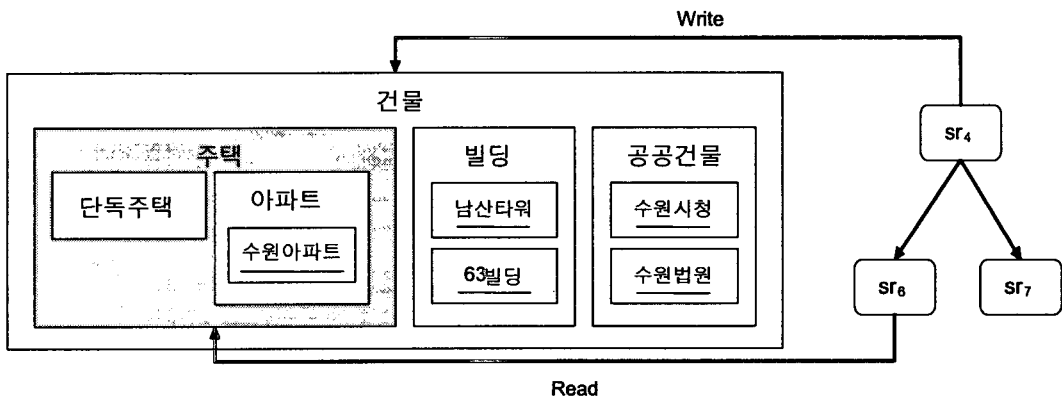 Write
건물
sr4
주택
빌딩
공공건물
단독주택
아파트
남산타워
수원시청
수원아파트
63빌딩
수원법원
sr6
sr7
Read